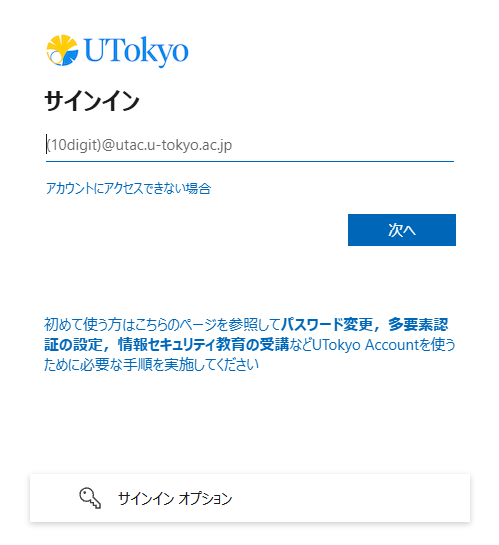 UTokyo
サインイン
(10digit)@utac.u-tokyo.ac.jp
アカウントにアクセスできない場合
次へ
初めて使う方はこちらのページを参照してパスワード変更，多要素認
証の設定，情報セキュリティ教育の受講などUTokyo Accountを使う
ために必要な手順を実施してください
サインイン オプション